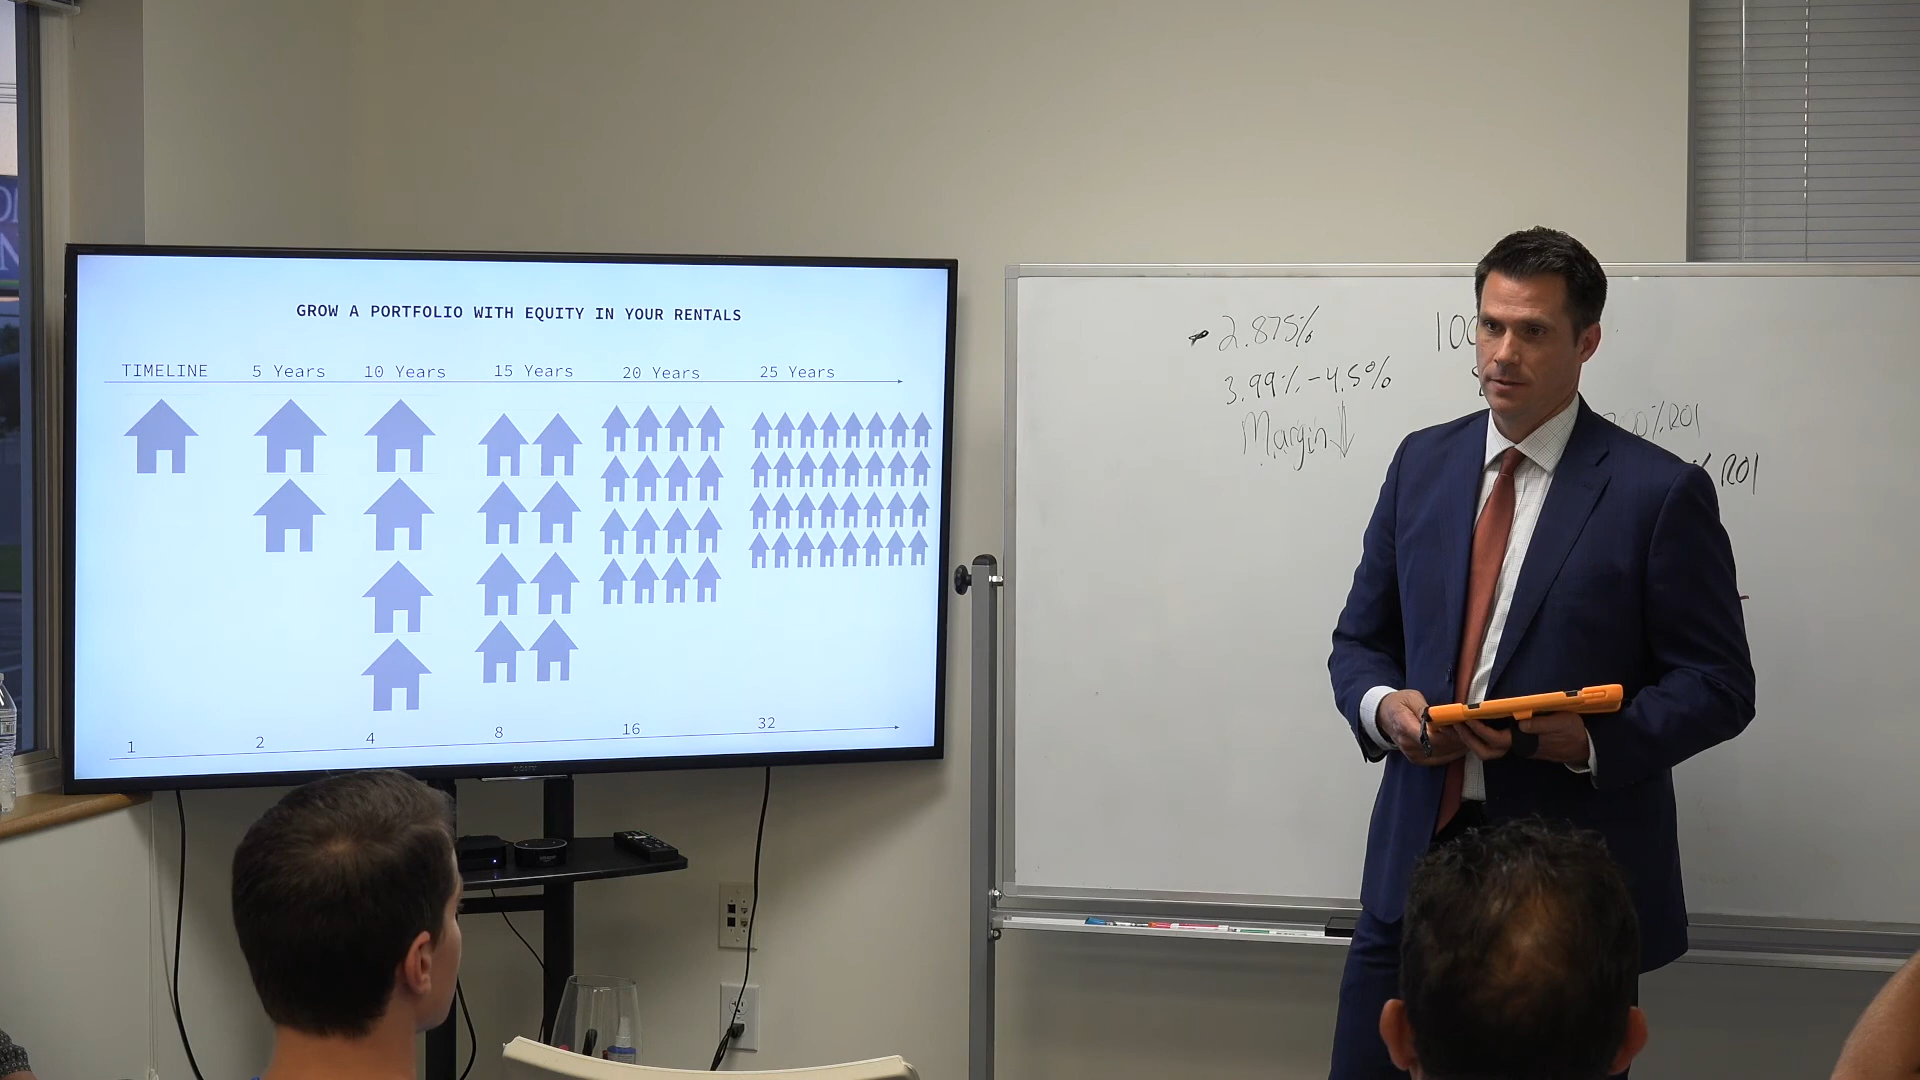 GROW A PORTFOLIO WITH EQUITY IN YOUR RENTALS
TIMELINE 5 Years 10 Years 15 Years 20 Years 25 Years
1 2 4 8 16 32
2.875%
3.99% - 4.5%
Margin
100
% ROI
% ROI